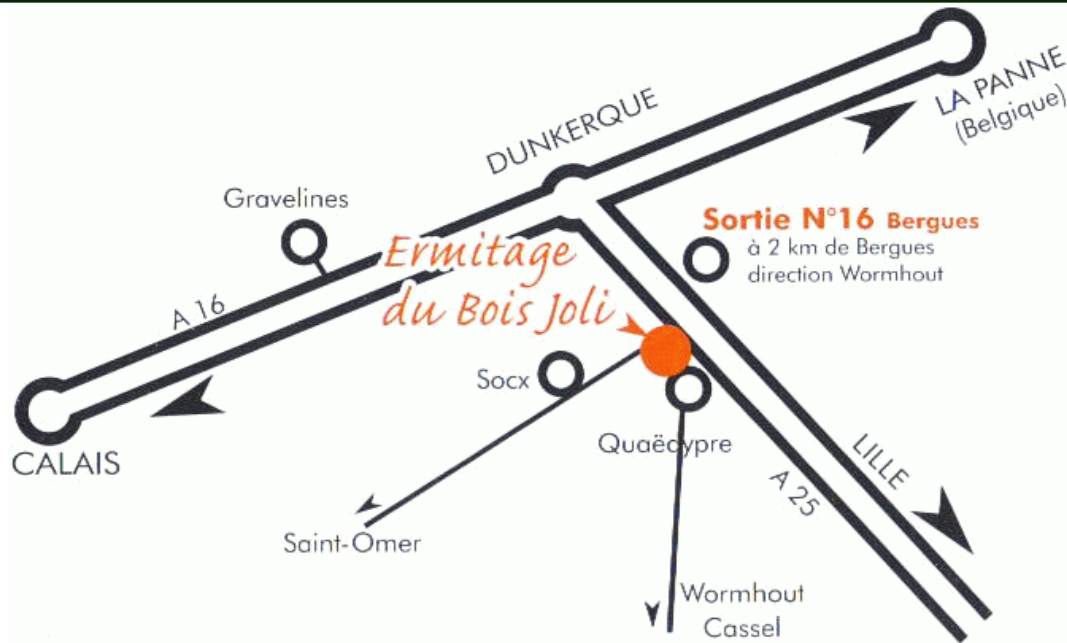 DUNKERQUE
LA PANNE
(Belgique)
Gravelines
Sortie N°16 Bergues
à 2 km de Bergues
direction Wormhout
Ermitage
du Bois Joli
A 16
Socx
Quaëdypre
CALAIS
LILLE
A 25
Saint-Omer
Wormhout
Cassel